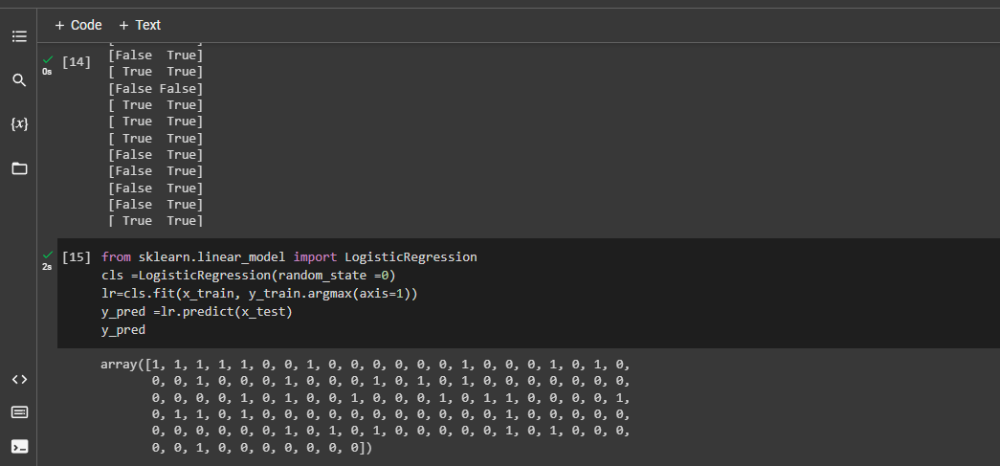 + Code + Text
[14]
0s
[False  True]
[ True  True]
[False False]
[ True  True]
[ True  True]
[ True  True]
[False  True]
[False  True]
[False  True]
[False  True]
[ True  True]
{x}
[15]
2s
from sklearn.linear_model import LogisticRegression
cls =LogisticRegression(random_state =0)
lr=cls.fit(x_train, y_train.argmax(axis=1))
y_pred =lr.predict(x_test)
y_pred
array([1, 1, 1, 1, 1, 0, 0, 1, 0, 0, 0, 0, 0, 0, 1, 0, 0, 0, 1, 0, 1, 0,
0, 0, 1, 0, 0, 0, 1, 0, 0, 0, 1, 0, 1, 0, 1, 0, 0, 0, 0, 0, 0, 0,
0, 0, 0, 0, 1, 0, 1, 0, 0, 1, 0, 0, 0, 1, 0, 1, 1, 0, 0, 0, 0, 1,
0, 1, 1, 0, 1, 0, 0, 0, 0, 0, 0, 0, 0, 0, 0, 0, 1, 0, 0, 0, 0, 0,
0, 0, 0, 0, 0, 0, 1, 0, 1, 0, 1, 0, 0, 0, 0, 0, 1, 0, 1, 0, 0, 0,
0, 0, 1, 0, 0, 0, 0, 0, 0, 0])